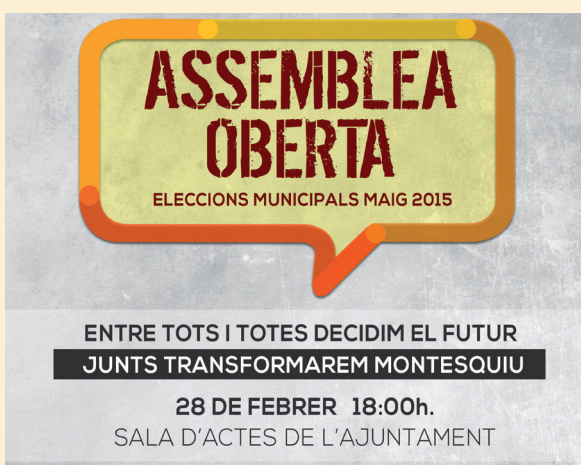 ASSEMBLEA
OBERTA
ELECCIONS MUNICIPALS MAIG 2015
ENTRE TOTS I TOTES DECIDIM EL FUTUR
JUNTS TRANSFORMAREM MONTESQUIU
28 DE FEBRER 18:00h.
SALA D'ACTES DE L'AJUNTAMENT